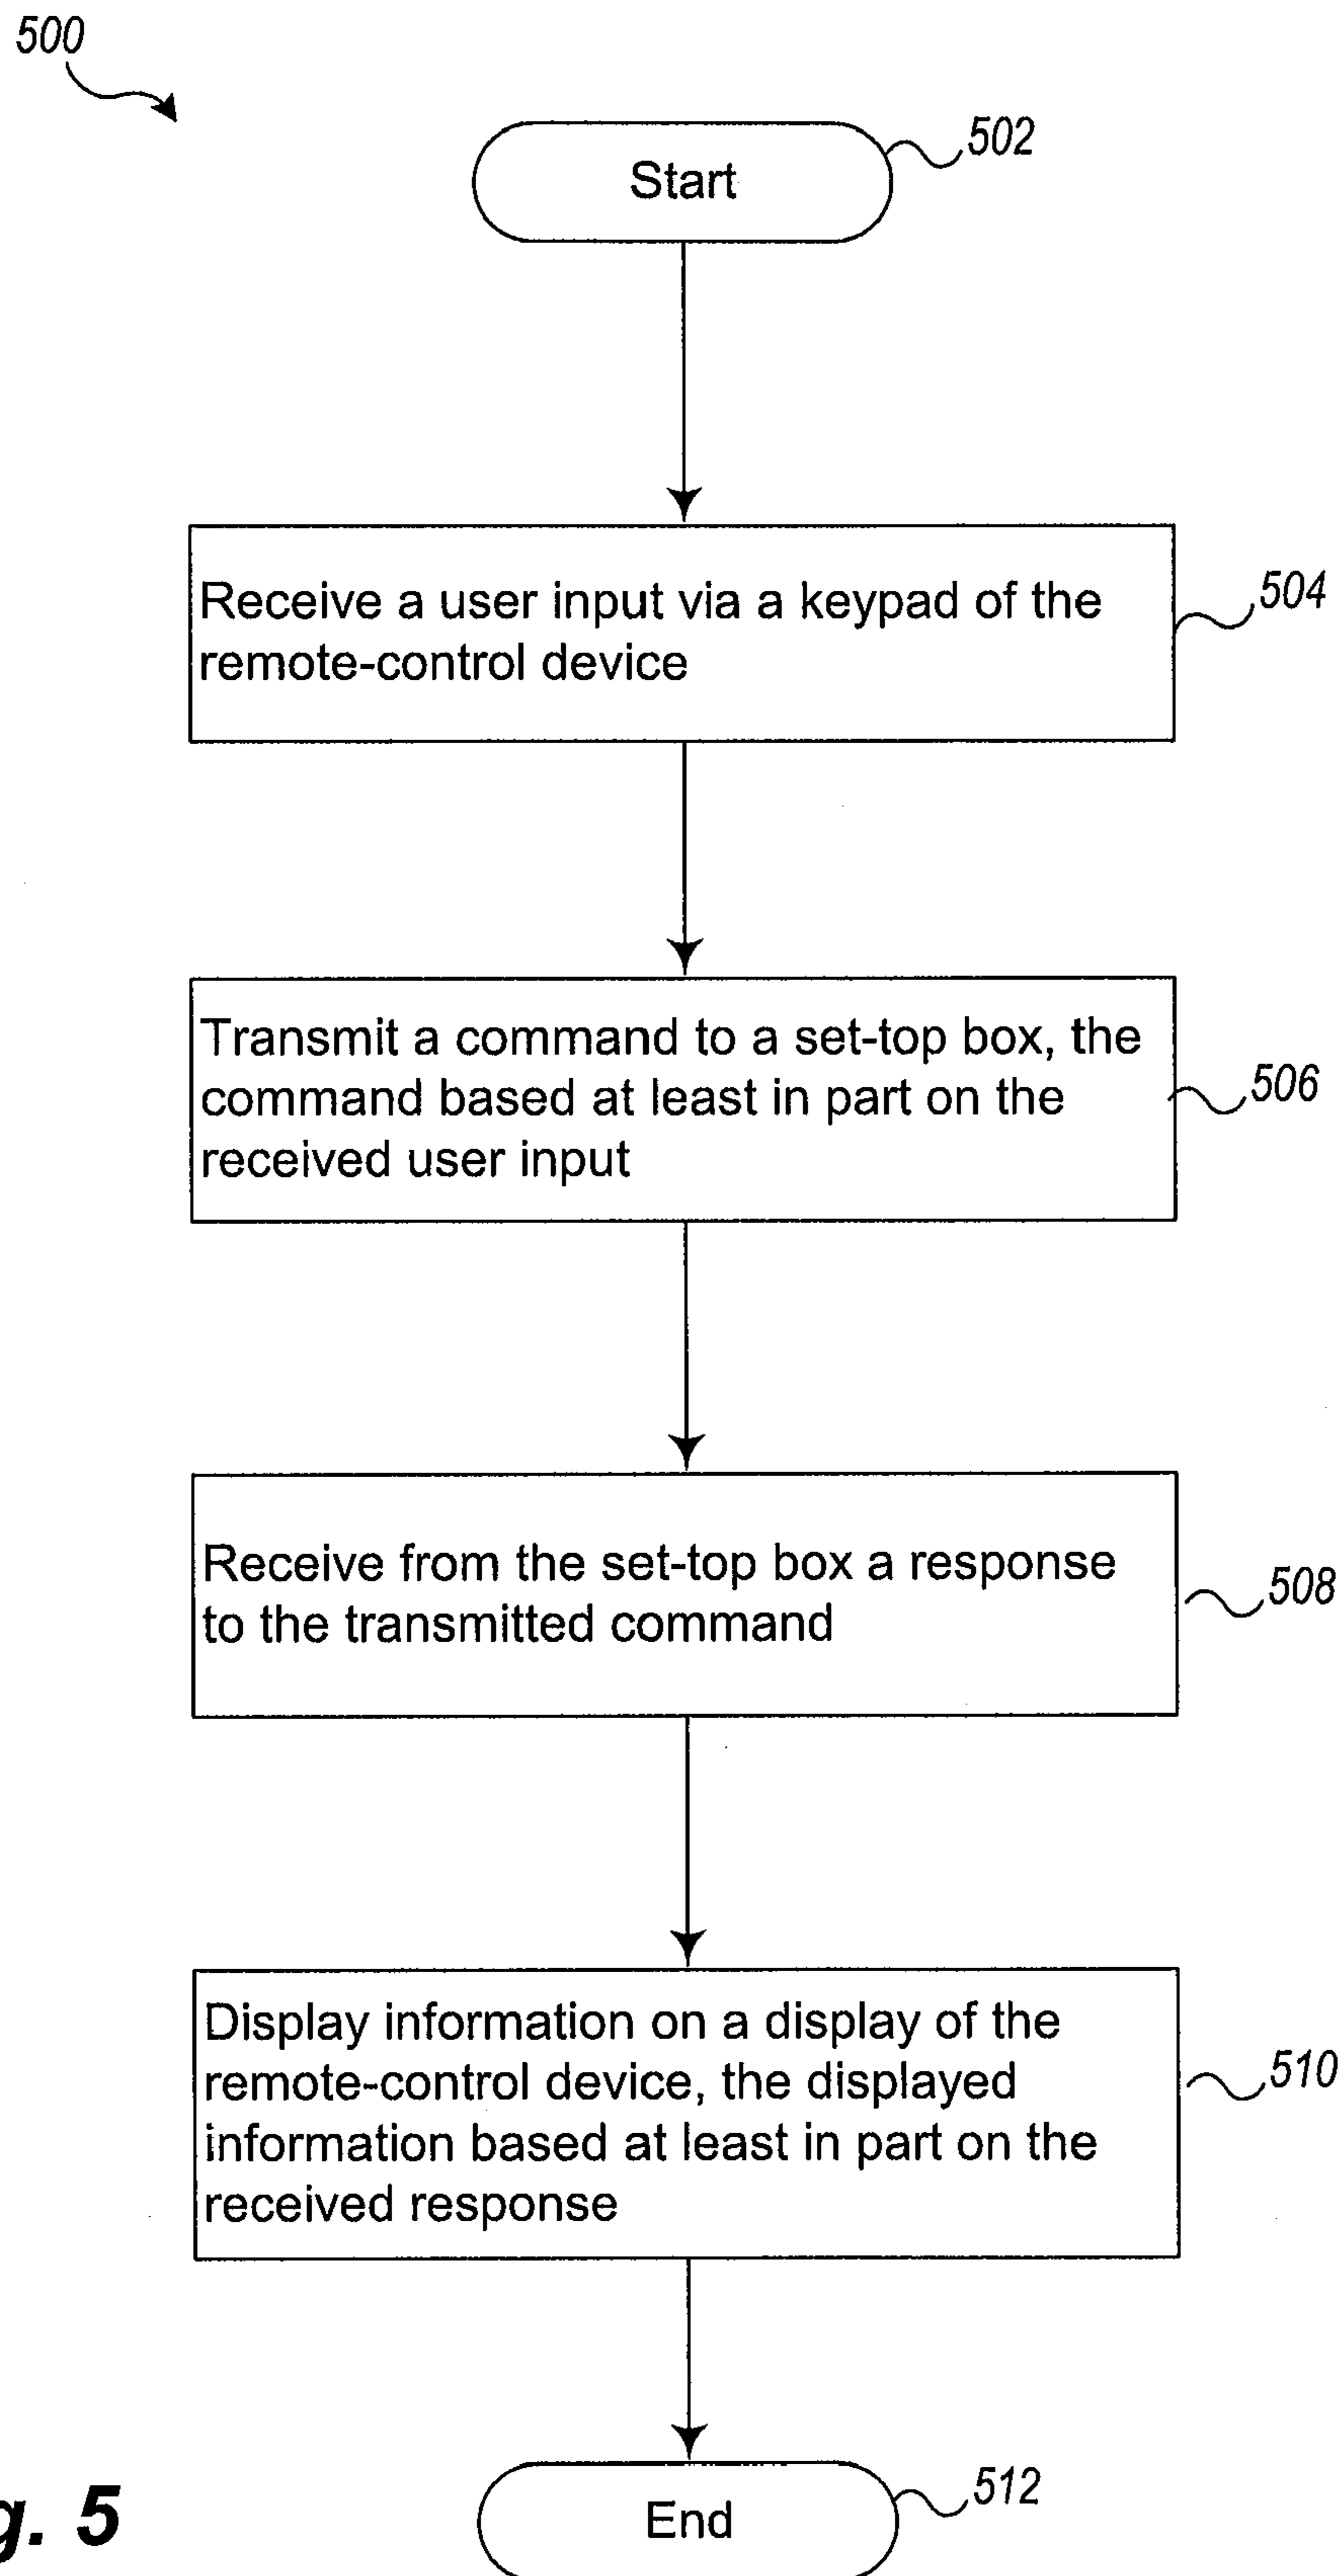 500
502
Start
Receive a user input via a keypad of the
remote-control device
504
Transmit a command to a set-top box, the
command based at least in part on the
received user input
506
Receive from the set-top box a response
to the transmitted command
508
Display information on a display of the
remote-control device, the displayed
information based at least in part on the
received response
510
512
End
g. 5